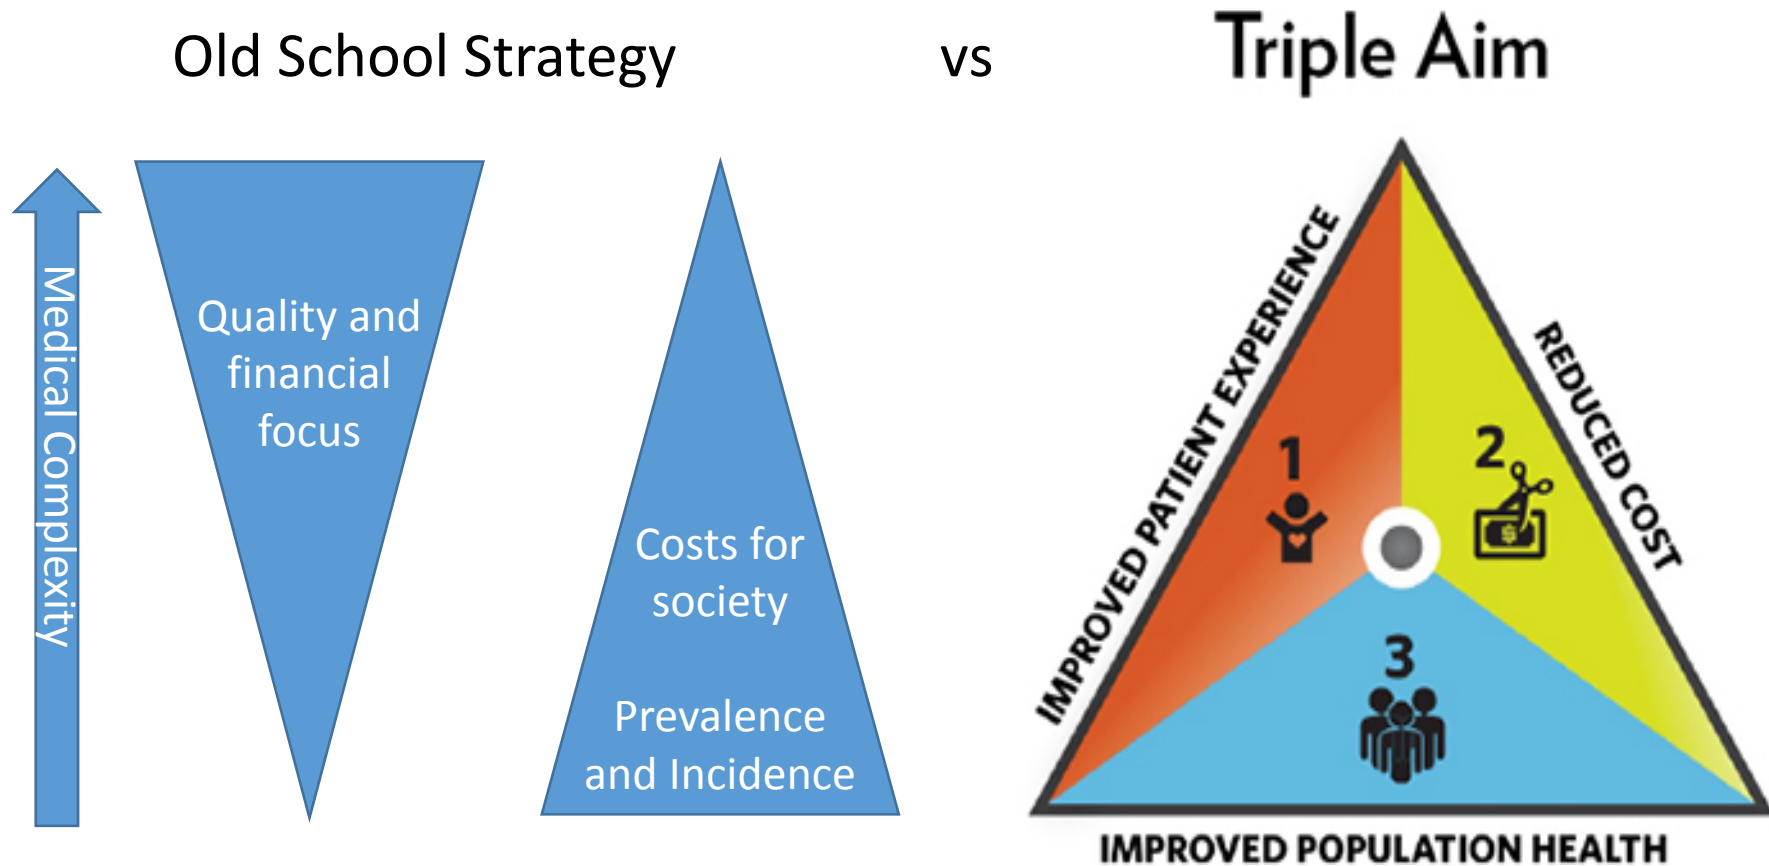 Old School Strategy
vs
Triple Aim
Medical Complexity
Quality and
financial
focus
Costs for
society
Prevalence
and Incidence
IMPROVED PATIENT EXPERIENCE
REDUCED COST
1
2
$
3
IMPROVED POPULATION HEALTH